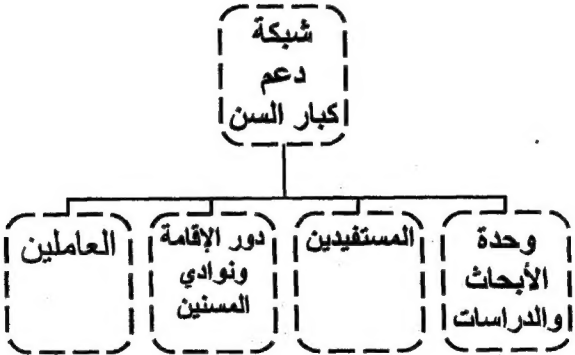 شبكة
دعم
كبار السن
وحدة
الأبحاث
والدراسات
المستفيدين
دور الإقامة
ونوادي
المسنين
العاملين